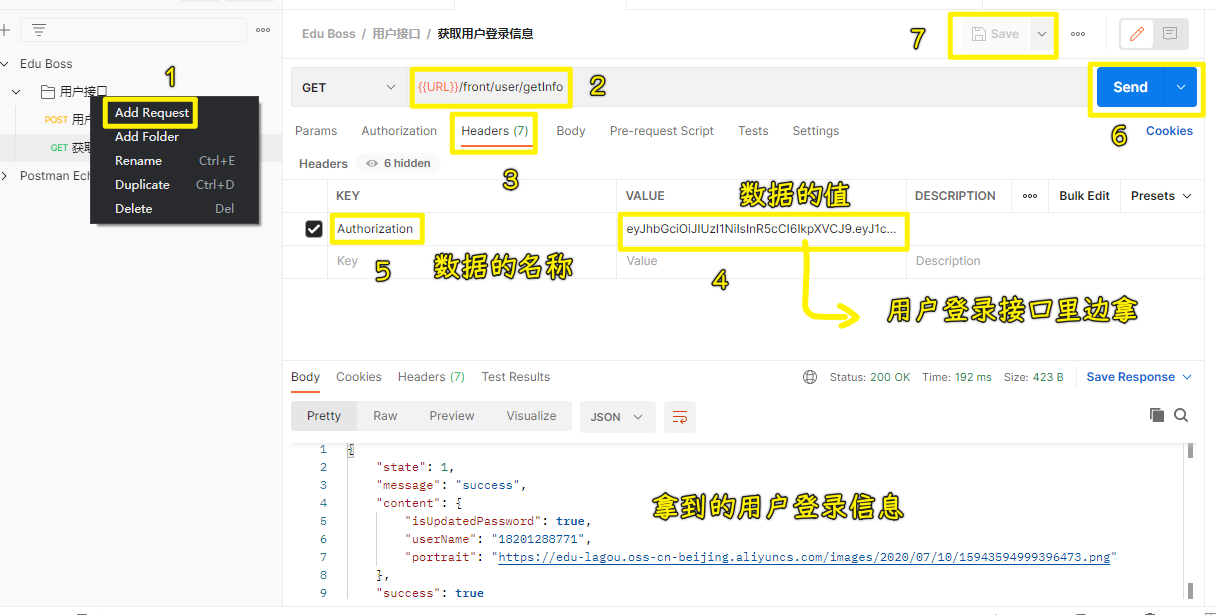 Edu Boss / 用户接口 / 获取用户登录信息
7
Save
Edu Boss
1
用户接口
POST 用户
GET 获取
Postman Ech
Add Request
Add Folder
Rename Ctrl+E
Duplicate Ctrl+D
Delete Del
GET
{{URL}}/front/user/getInfo
2
Send
6
Params Authorization Headers (7) Body Pre-request Script Tests Settings
Cookies
Headers 6 hidden
3
KEY VALUE DESCRIPTION Bulk Edit Presets
数据的值
Authorization eyJhbGciOiJIUzI1NiIsInR5cCI6IkpXVCJ9.eyJ1c...
Key Value Description
5 数据的名称 4
用户登录接口里边拿
Body Cookies Headers (7) Test Results
Status: 200 OK Time: 192 ms Size: 423 B Save Response
Pretty Raw Preview Visualize JSON
1 {
2 "state": 1,
3 "message": "success",
4 "content": {
5 "isUpdatedPassword": true,
6 "userName": "18201288771",
7 "portrait": "https://edu-lagou.oss-cn-beijing.aliyuncs.com/images/2020/07/10/15943594999396473.png"
8 },
9 "success": true
拿到的用户登录信息